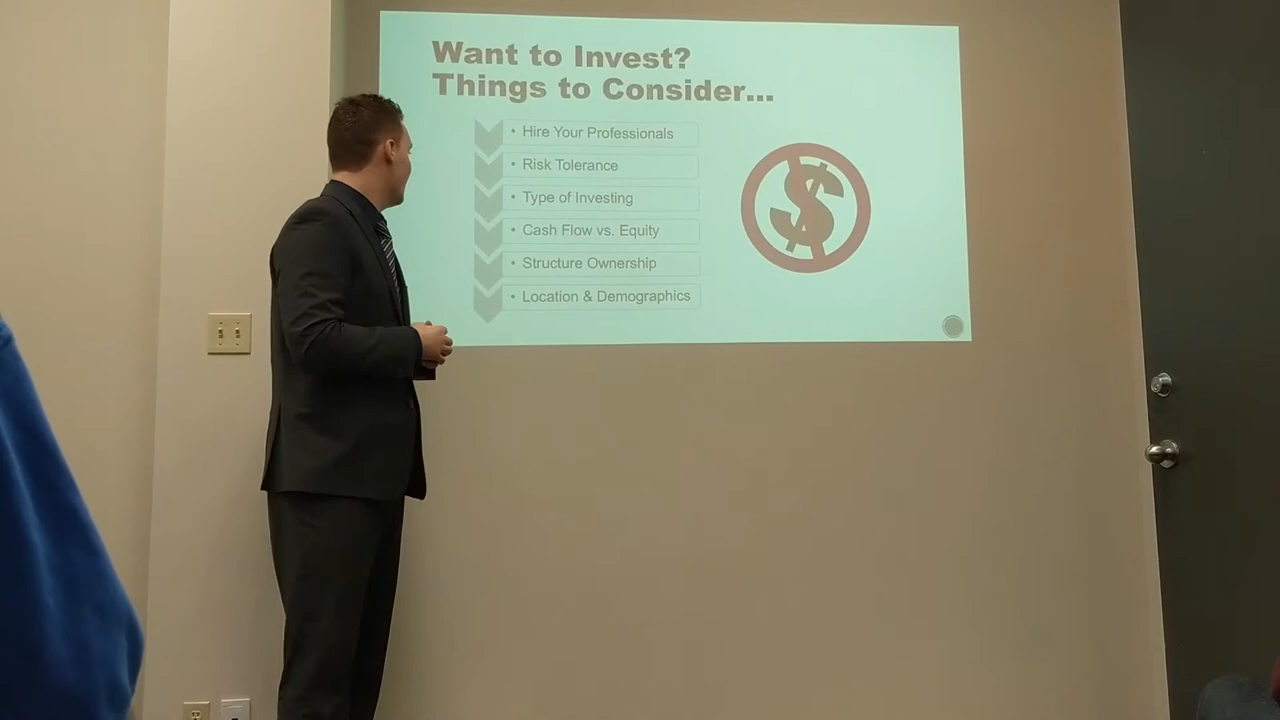 Want to Invest?
Things to Consider...
• Hire Your Professionals
• Risk Tolerance
• Type of Investing
• Cash Flow vs. Equity
• Structure Ownership
• Location & Demographics
$